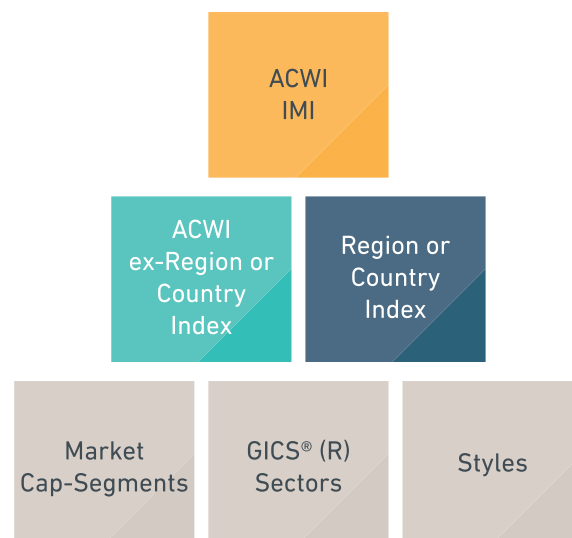 ACWI
IMI
ACWI
ex-Region or
Country
Index
Region or
Country
Index
Market
Cap-Segments
GICS® (R)
Sectors
Styles